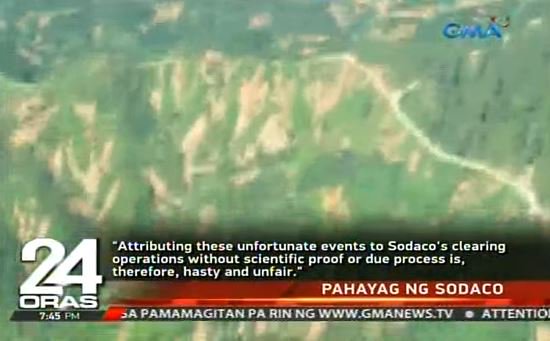 GMA
"Attributing these unfortunate events to Sodaco's clearing
operations without scientific proof or due process is,
therefore, hasty and unfair."
24
ORAS
PAHAYAG NG SODACO
7:45 PM
SA PAMAMAGITAN PA RIN NG WWW.GMANEWS.TV ATTENTIO